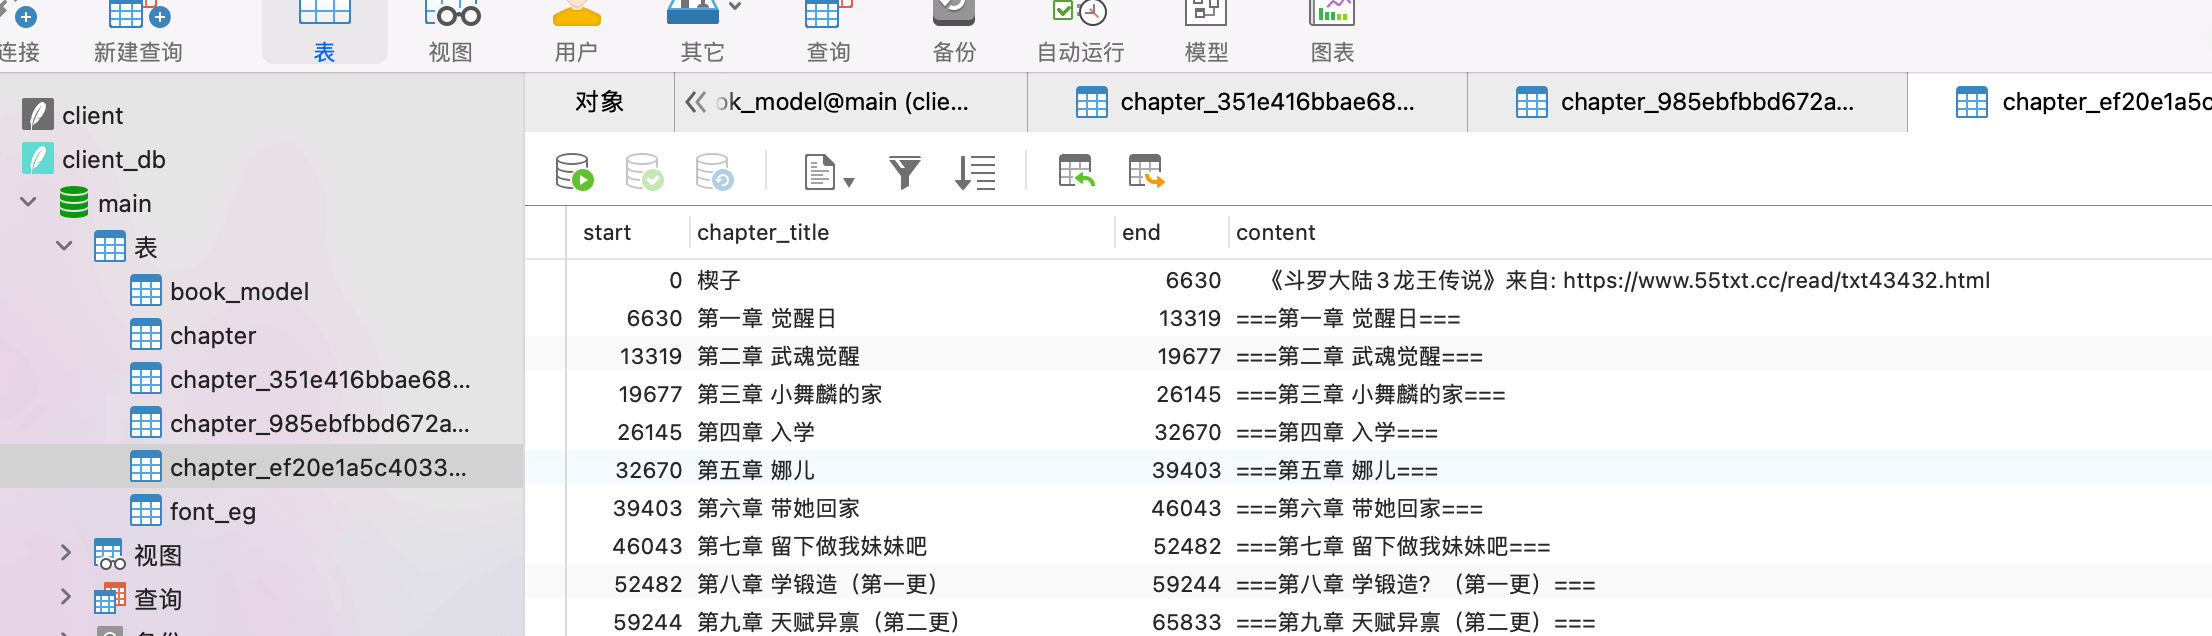 连接 新建查询 表 视图 用户 其它 查询 备份 自动运行 模型 图表
client
client_db
main
表
book_model
chapter
chapter_351e416bbae68...
chapter_985ebfbbd672a...
chapter_ef20e1a5c4033...
font_eg
视图
查询
备份
对象 ok_model@main (clie... chapter_351e416bbae68... chapter_985ebfbbd672a... chapter_ef20e1a5c
start chapter_title end content
0 楔子 6630 《斗罗大陆3龙王传说》来自: https://www.55txt.cc/read/txt43432.html
6630 第一章 觉醒日 13319 ===第一章 觉醒日===
13319 第二章 武魂觉醒 19677 ===第二章 武魂觉醒===
19677 第三章 小舞麟的家 26145 ===第三章 小舞麟的家===
26145 第四章 入学 32670 ===第四章 入学===
32670 第五章 娜儿 39403 ===第五章 娜儿===
39403 第六章 带她回家 46043 ===第六章 带她回家===
46043 第七章 留下做我妹妹吧 52482 ===第七章 留下做我妹妹吧===
52482 第八章 学锻造（第一更） 59244 ===第八章 学锻造？（第一更）===
59244 第九章 天赋异禀（第二更） 65833 ===第九章 天赋异禀（第二更）===